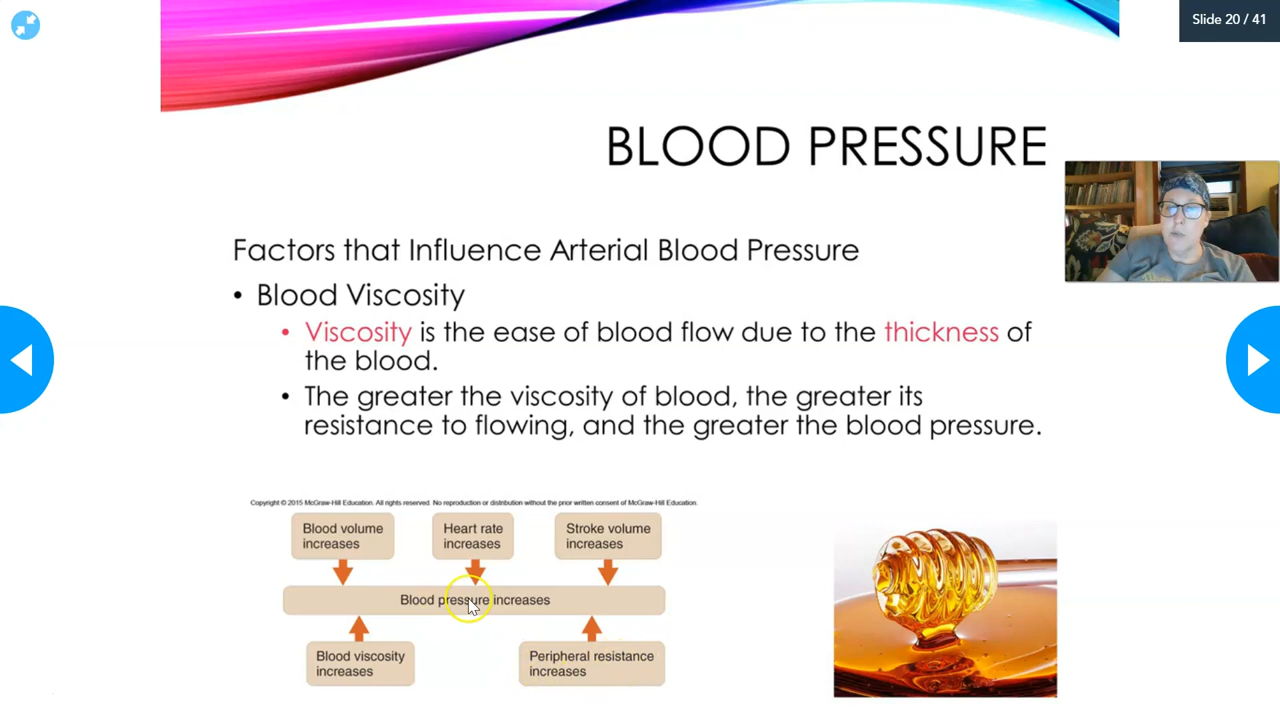 Slide 20 / 41
BLOOD PRESSURE
Factors that Influence Arterial Blood Pressure
• Blood Viscosity
• Viscosity is the ease of blood flow due to the thickness of
the blood.
• The greater the viscosity of blood, the greater its
resistance to flowing, and the greater the blood pressure.
Copyright © 2015 McGraw-Hill Education. All rights reserved. No reproduction or distribution without the prior written consent of McGraw-Hill Education.
Blood volume
increases
Heart rate
increases
Stroke volume
increases
Blood pressure increases
Blood viscosity
increases
Peripheral resistance
increases